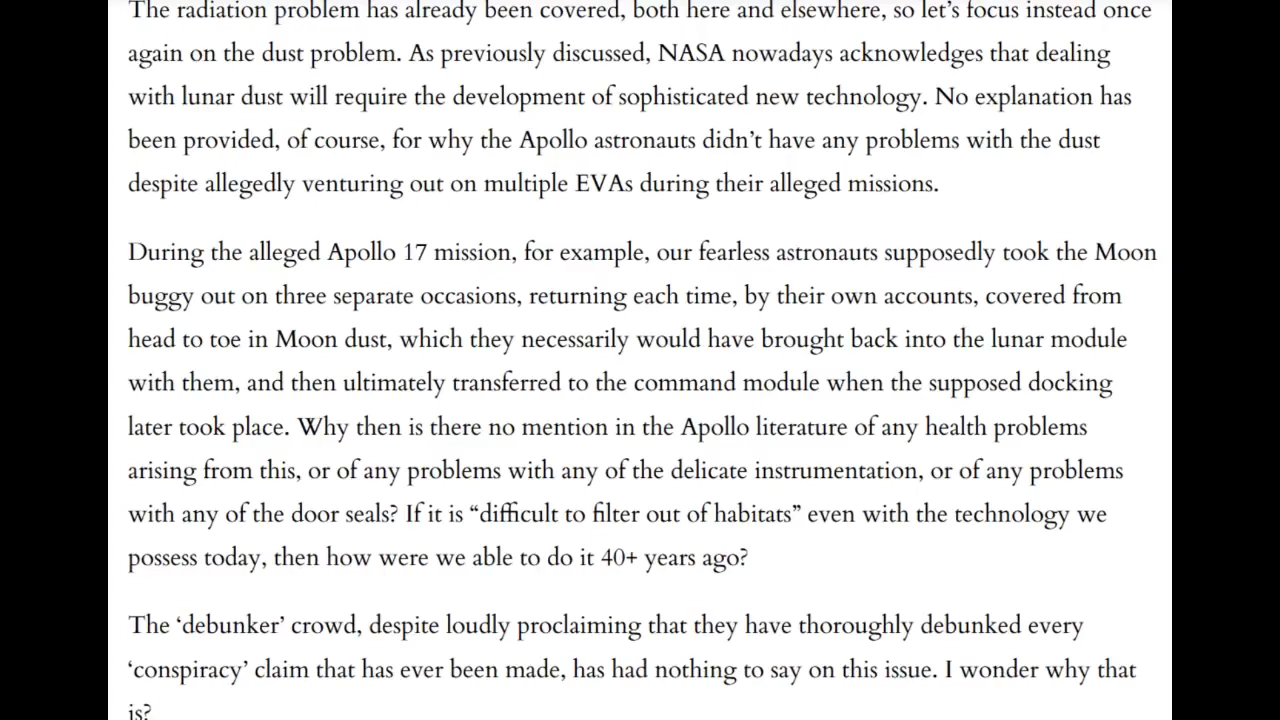 The radiation problem has already been covered, both here and elsewhere, so let’s focus instead once
again on the dust problem. As previously discussed, NASA nowadays acknowledges that dealing
with lunar dust will require the development of sophisticated new technology. No explanation has
been provided, of course, for why the Apollo astronauts didn’t have any problems with the dust
despite allegedly venturing out on multiple EVAs during their alleged missions.
During the alleged Apollo 17 mission, for example, our fearless astronauts supposedly took the Moon
buggy out on three separate occasions, returning each time, by their own accounts, covered from
head to toe in Moon dust, which they necessarily would have brought back into the lunar module
with them, and then ultimately transferred to the command module when the supposed docking
later took place. Why then is there no mention in the Apollo literature of any health problems
arising from this, or of any problems with any of the delicate instrumentation, or of any problems
with any of the door seals? If it is “difficult to filter out of habitats” even with the technology we
possess today, then how were we able to do it 40+ years ago?
The ‘debunker’ crowd, despite loudly proclaiming that they have thoroughly debunked every
‘conspiracy’ claim that has ever been made, has had nothing to say on this issue. I wonder why that
is?